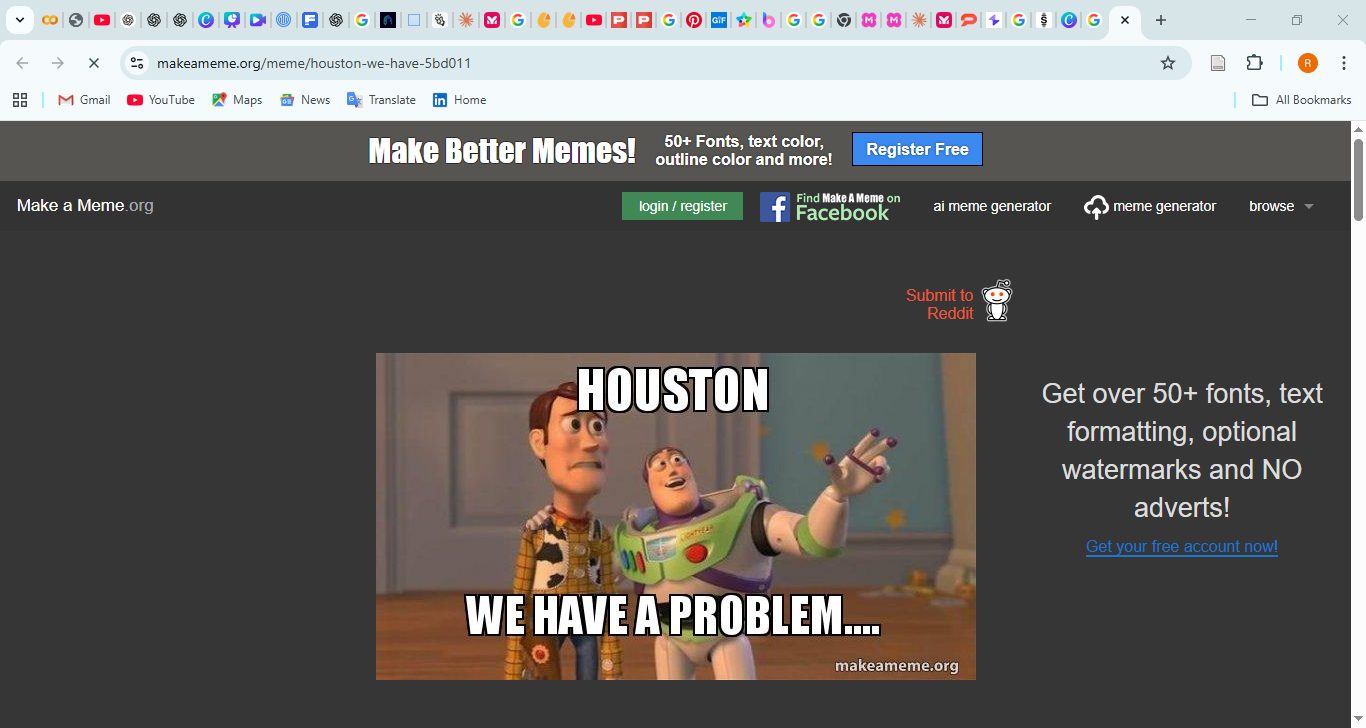 makeameme.org/meme/houston-we-have-5bd011
R
Gmail
YouTube
Maps
News
Translate
Home
All Bookmarks
Make Better Memes!
50+ Fonts, text color,
outline color and more!
Register Free
Make a Meme.org
login / register
Find Make A Meme on
Facebook
ai meme generator
meme generator
browse
Submit to
Reddit
HOUSTON
LIGHTYEAR
WE HAVE A PROBLEM....
makeameme.org
Get over 50+ fonts, text
formatting, optional
watermarks and NO
adverts!
Get your free account now!